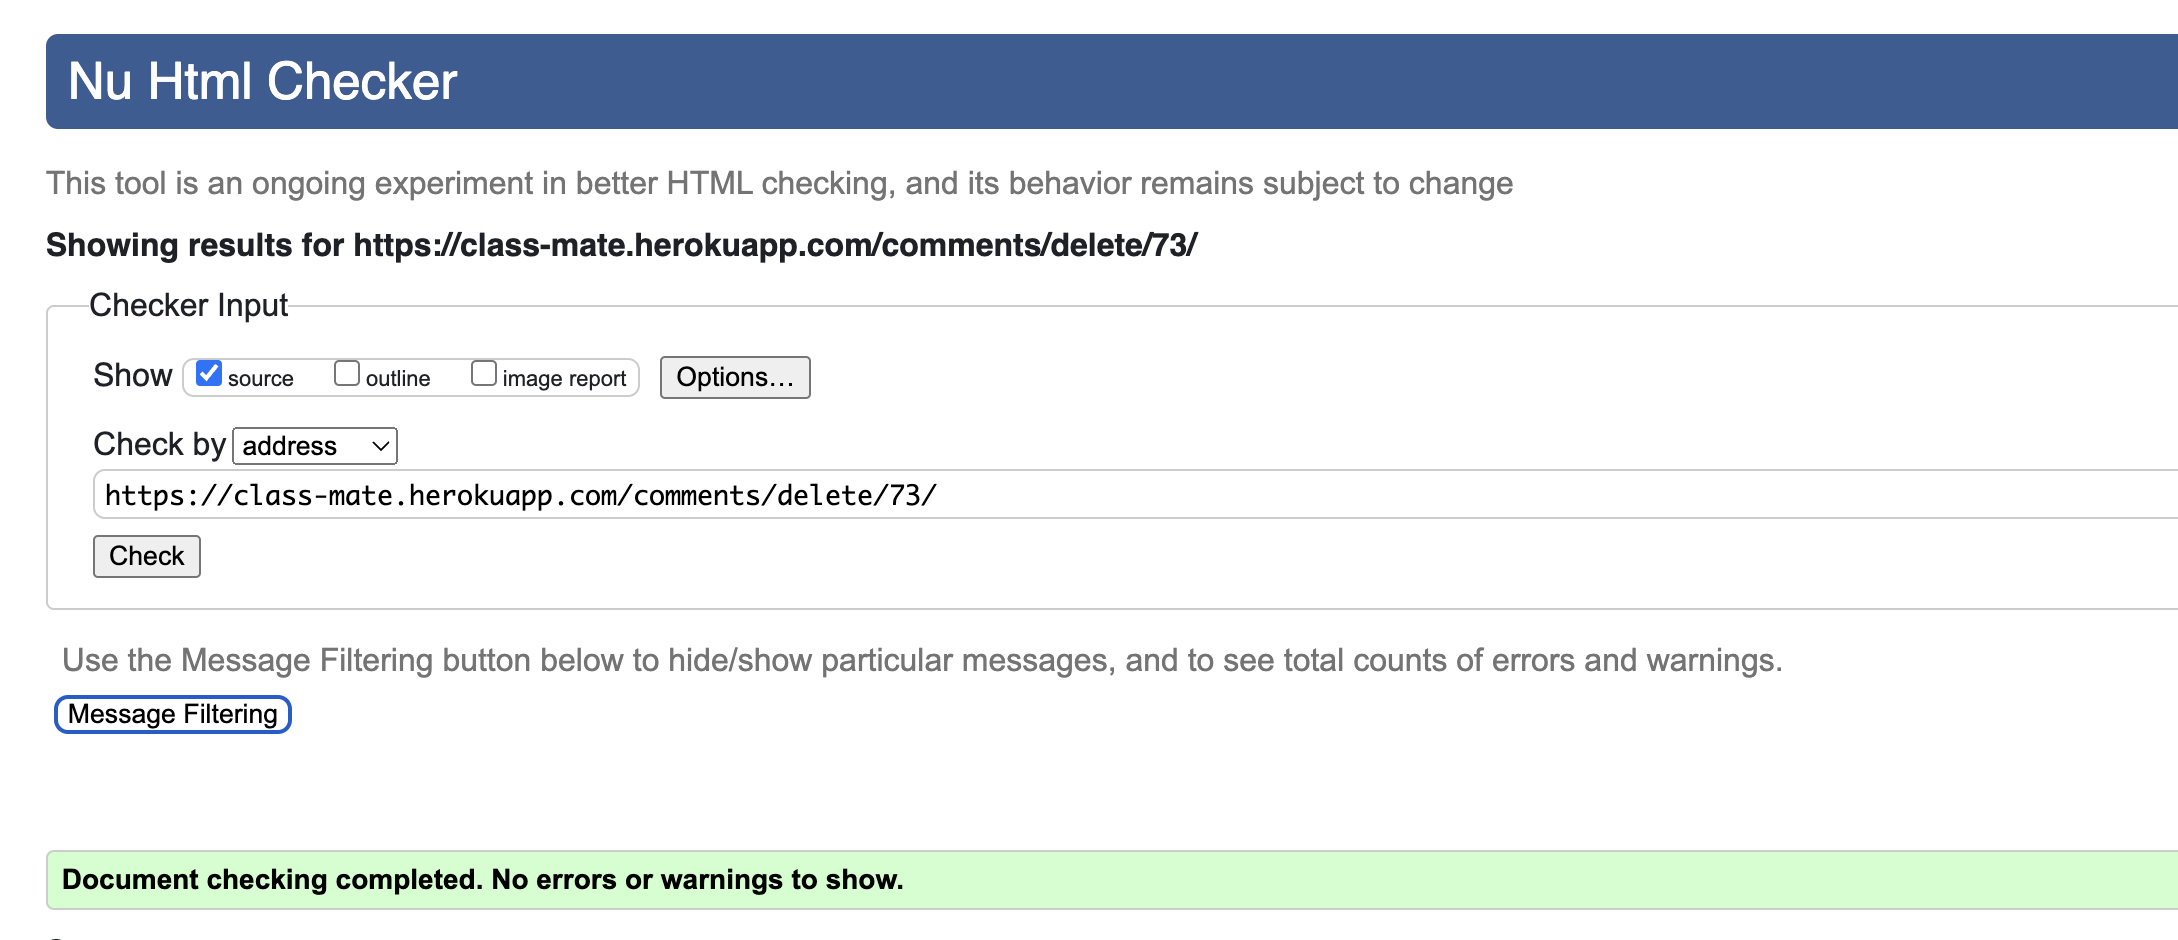 Nu Html Checker
This tool is an ongoing experiment in better HTML checking, and its behavior remains subject to change
Showing results for https://class-mate.herokuapp.com/comments/delete/73/
Checker Input
Show source outline image report Options...
Check by address
https://class-mate.herokuapp.com/comments/delete/73/
Check
Use the Message Filtering button below to hide/show particular messages, and to see total counts of errors and warnings.
Message Filtering
Document checking completed. No errors or warnings to show.